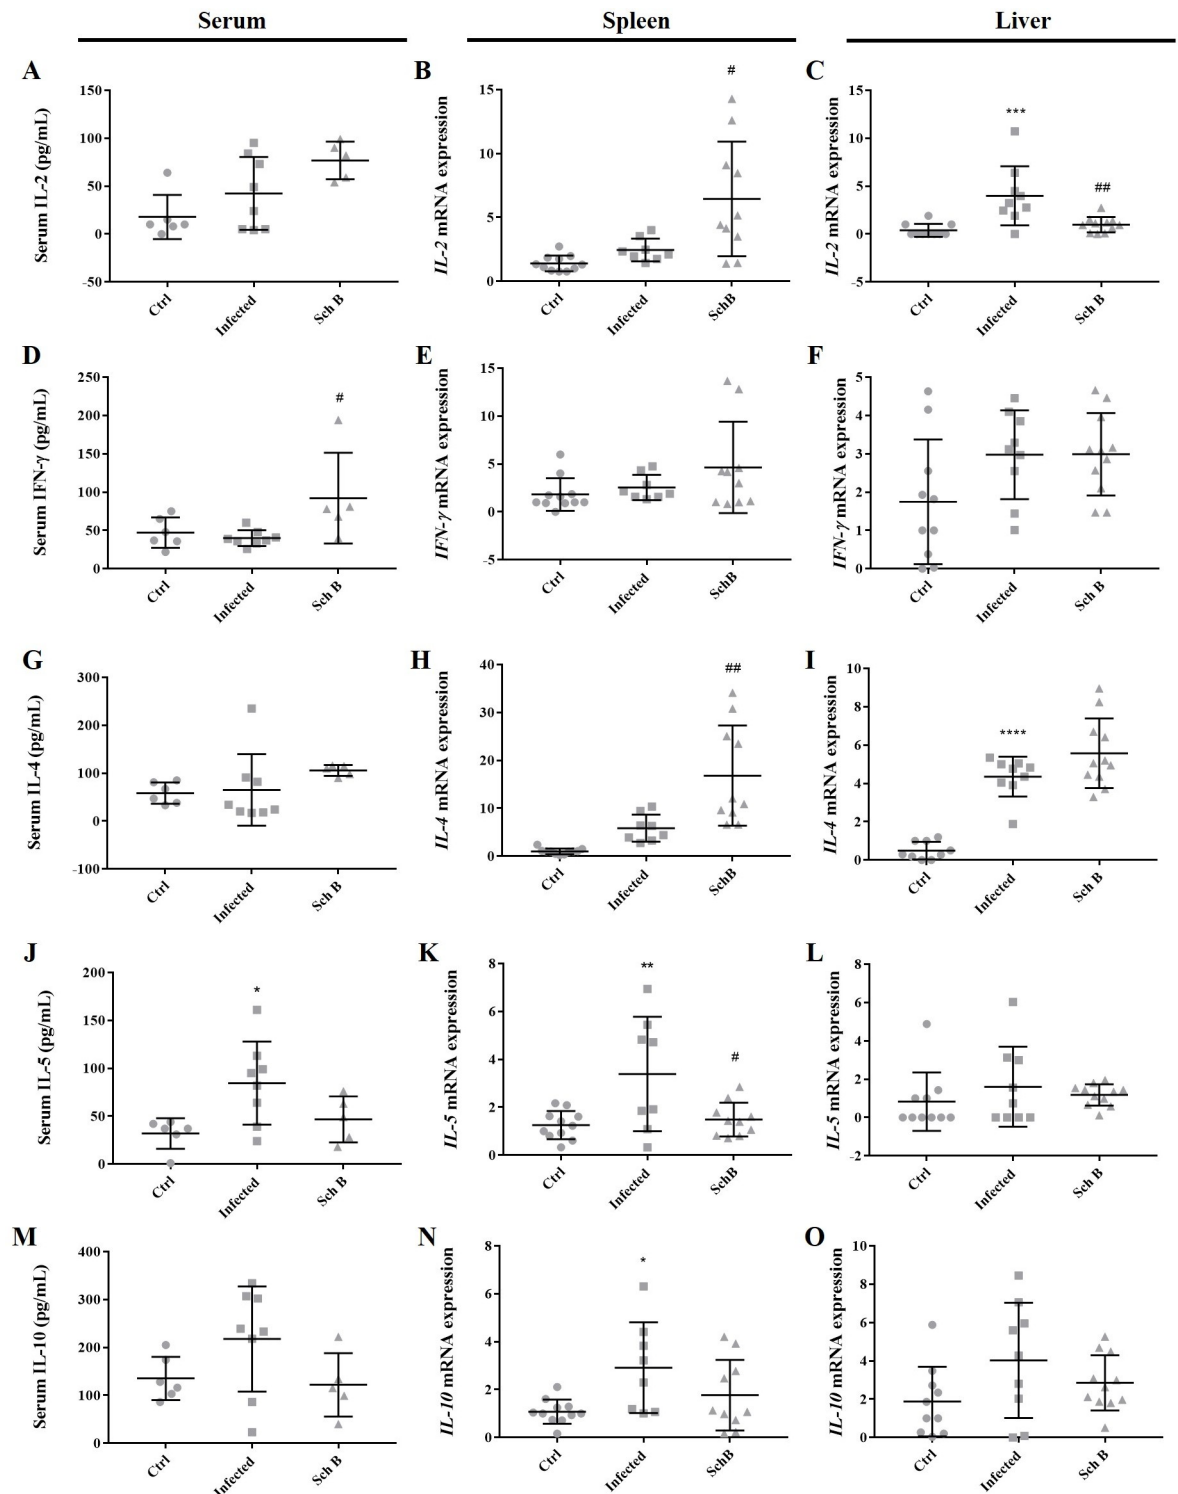 Serum Spleen Liver
A B C
Serum IL-2 (pg/mL)
150
100
50
0
-50
Ctrl Infected Sch B
IL-2 mRNA expression
15
10
5
0
#
Ctrl Infected SchB
IL-2 mRNA expression
15
10
5
0
-5
***
##
Ctrl Infected Sch B
D E F
Serum IFN-γ (pg/mL)
250
200
150
100
50
0
#
Ctrl Infected Sch B
IFN-γ mRNA expression
15
10
5
0
-5
Ctrl Infected SchB
IFN-γ mRNA expression
5
4
3
2
1
0
Ctrl Infected Sch B
G H I
Serum IL-4 (pg/mL)
300
200
100
0
-100
Ctrl Infected Sch B
IL-4 mRNA expression
40
30
20
10
0
##
Ctrl Infected SchB
IL-4 mRNA expression
10
8
6
4
2
0
****
Ctrl Infected Sch B
J K L
Serum IL-5 (pg/mL)
200
150
100
50
0
*
Ctrl Infected Sch B
IL-5 mRNA expression
8
6
4
2
0
**
#
Ctrl Infected SchB
IL-5 mRNA expression
8
6
4
2
0
-2
Ctrl Infected Sch B
M N O
Serum IL-10 (pg/mL)
400
300
200
100
0
Ctrl Infected Sch B
IL-10 mRNA expression
8
6
4
2
0
*
Ctrl Infected SchB
IL-10 mRNA expression
10
8
6
4
2
0
Ctrl Infected Sch B